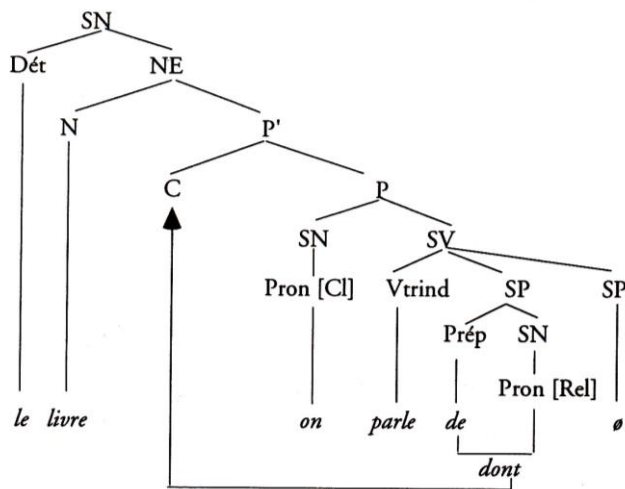 SN
Dét NE
N P'
C P
SN SV
Pron [Cl] Vtrind SP SP
Prép SN
Pron [Rel]
le livre on parle de ø
dont